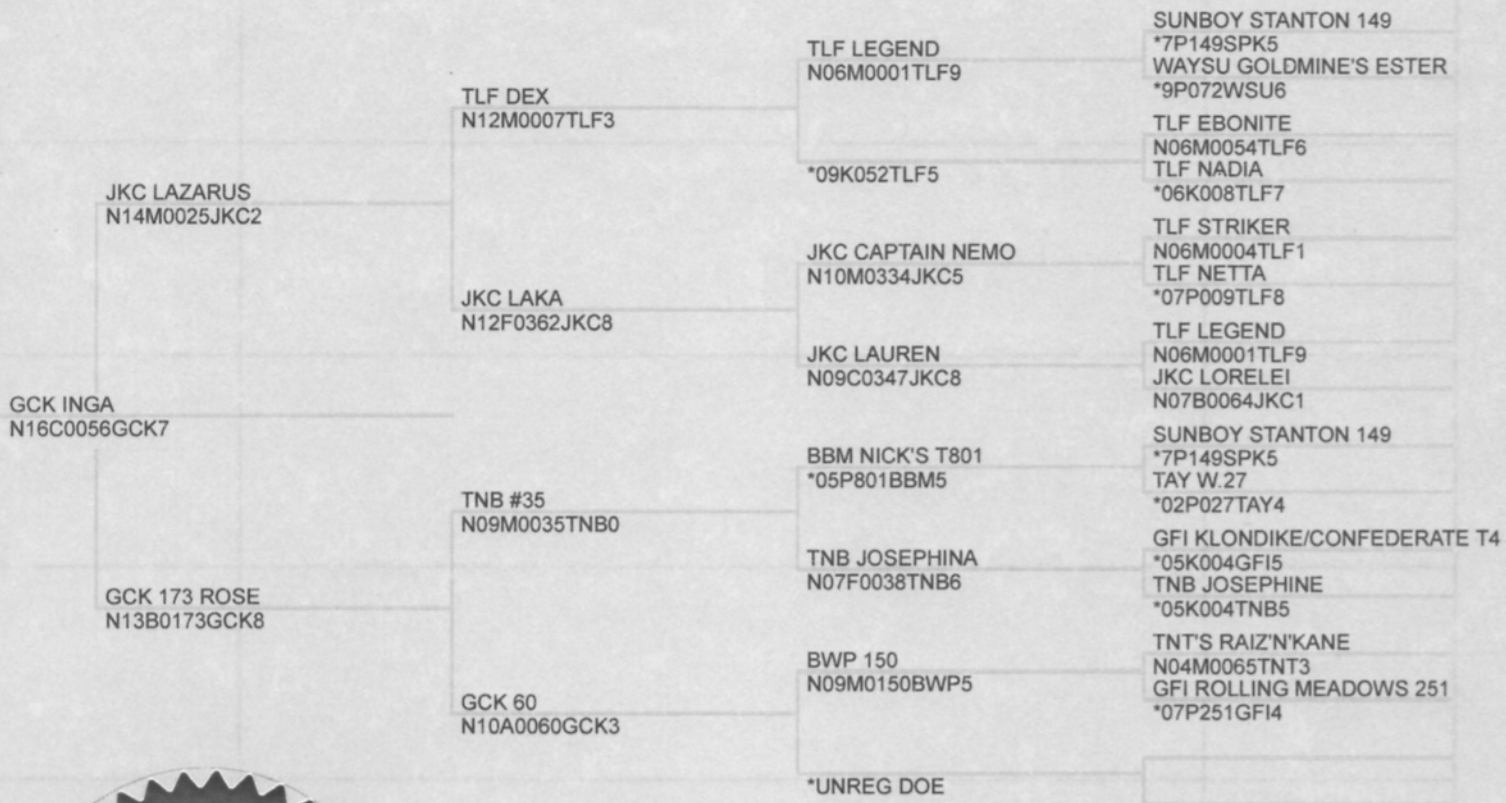 GCK INGA
N16C0056GCK7
JKC LAZARUS
N14M0025JKC2
GCK 173 ROSE
N13B0173GCK8
TLF DEX
N12M0007TLF3
JKC LAKA
N12F0362JKC8
TNB #35
N09M0035TNB0
GCK 60
N10A0060GCK3
TLF LEGEND
N06M0001TLF9
*09K052TLF5
JKC CAPTAIN NEMO
N10M0334JKC5
JKC LAUREN
N09C0347JKC8
BBM NICK'S T801
*05P801BBM5
TNB JOSEPHINA
N07F0038TNB6
BWP 150
N09M0150BWP5
*UNREG DOE
SUNBOY STANTON 149
*7P149SPK5
WAYSU GOLDMINE'S ESTER
*9P072WSU6
TLF EBONITE
N06M0054TLF6
TLF NADIA
*06K008TLF7
TLF STRIKER
N06M0004TLF1
TLF NETTA
*07P009TLF8
TLF LEGEND
N06M0001TLF9
JKC LORELEI
N07B0064JKC1
SUNBOY STANTON 149
*7P149SPK5
TAY W.27
*02P027TAY4
GFI KLONDIKE/CONFEDERATE T4
*05K004GFI5
TNB JOSEPHINE
*05K004TNB5
TNT'S RAIZ'N'KANE
N04M0065TNT3
GFI ROLLING MEADOWS 251
*07P251GFI4